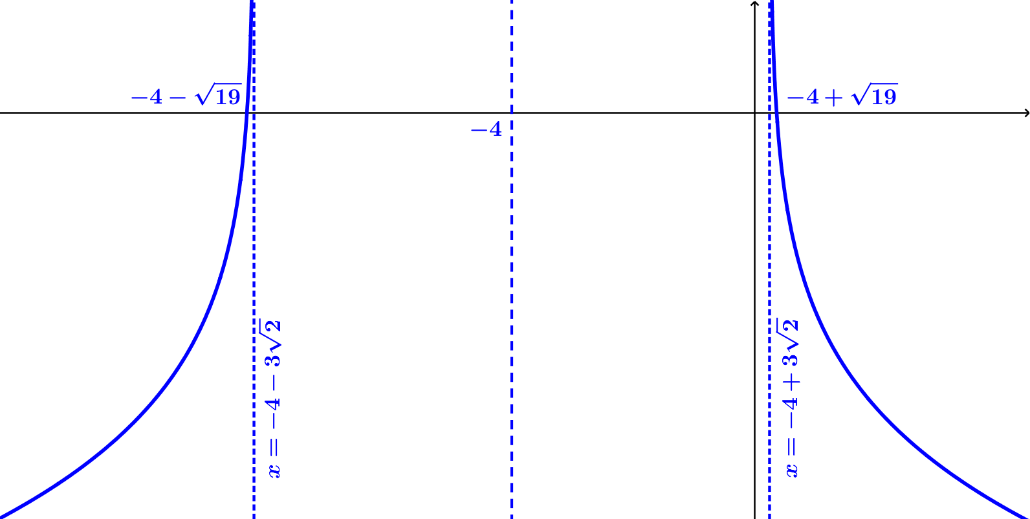 −4 − √19
−4 + √19
−4
x = −4 − 3√2
x = −4 + 3√2